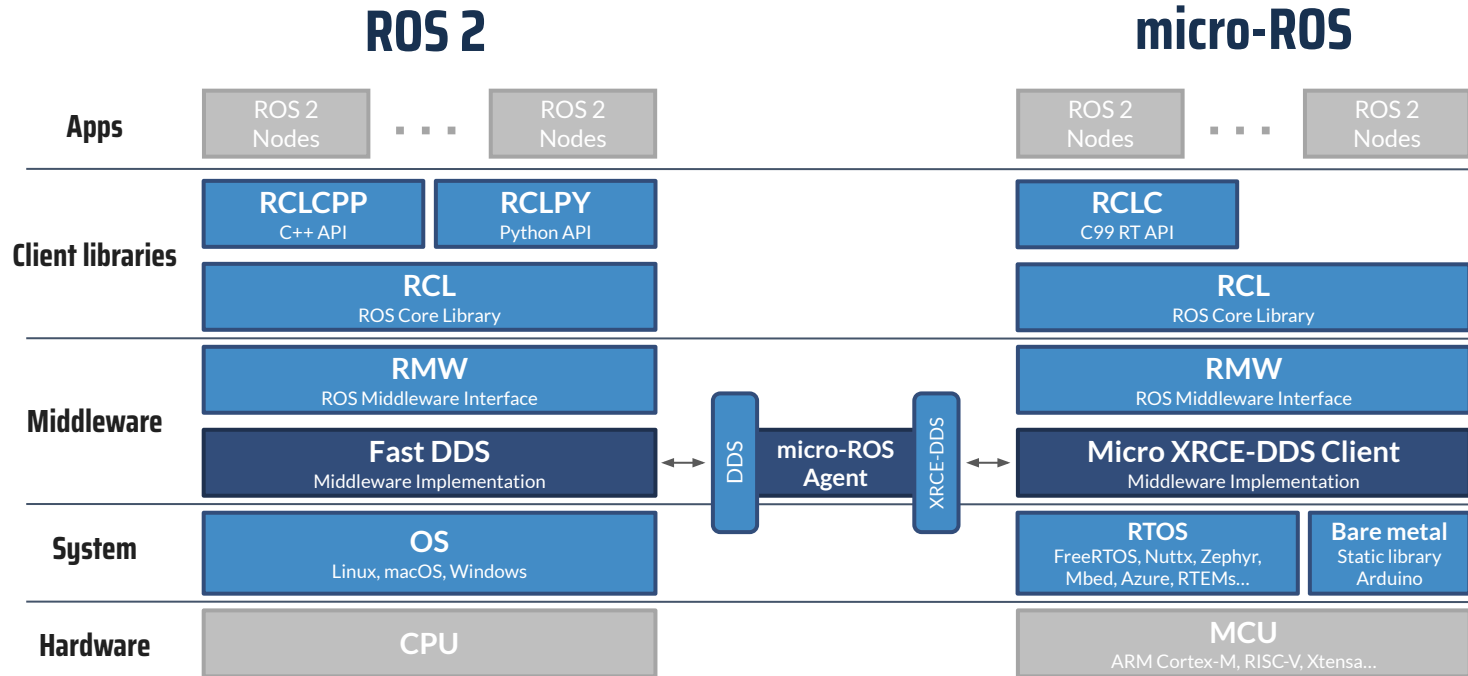 ROS 2
micro-ROS
Apps
ROS 2
Nodes
. . .
ROS 2
Nodes
ROS 2
Nodes
. . .
ROS 2
Nodes
Client libraries
RCLCPP
C++ API
RCLPY
Python API
RCLC
C99 RT API
RCL
ROS Core Library
RCL
ROS Core Library
Middleware
RMW
ROS Middleware Interface
RMW
ROS Middleware Interface
Fast DDS
Middleware Implementation
DDS
micro-ROS
Agent
XRCE-DDS
Micro XRCE-DDS Client
Middleware Implementation
System
OS
Linux, macOS, Windows
RTOS
FreeRTOS, Nuttx, Zephyr,
Mbed, Azure, RTEMs...
Bare metal
Static library
Arduino
Hardware
CPU
MCU
ARM Cortex-M, RISC-V, Xtensa...